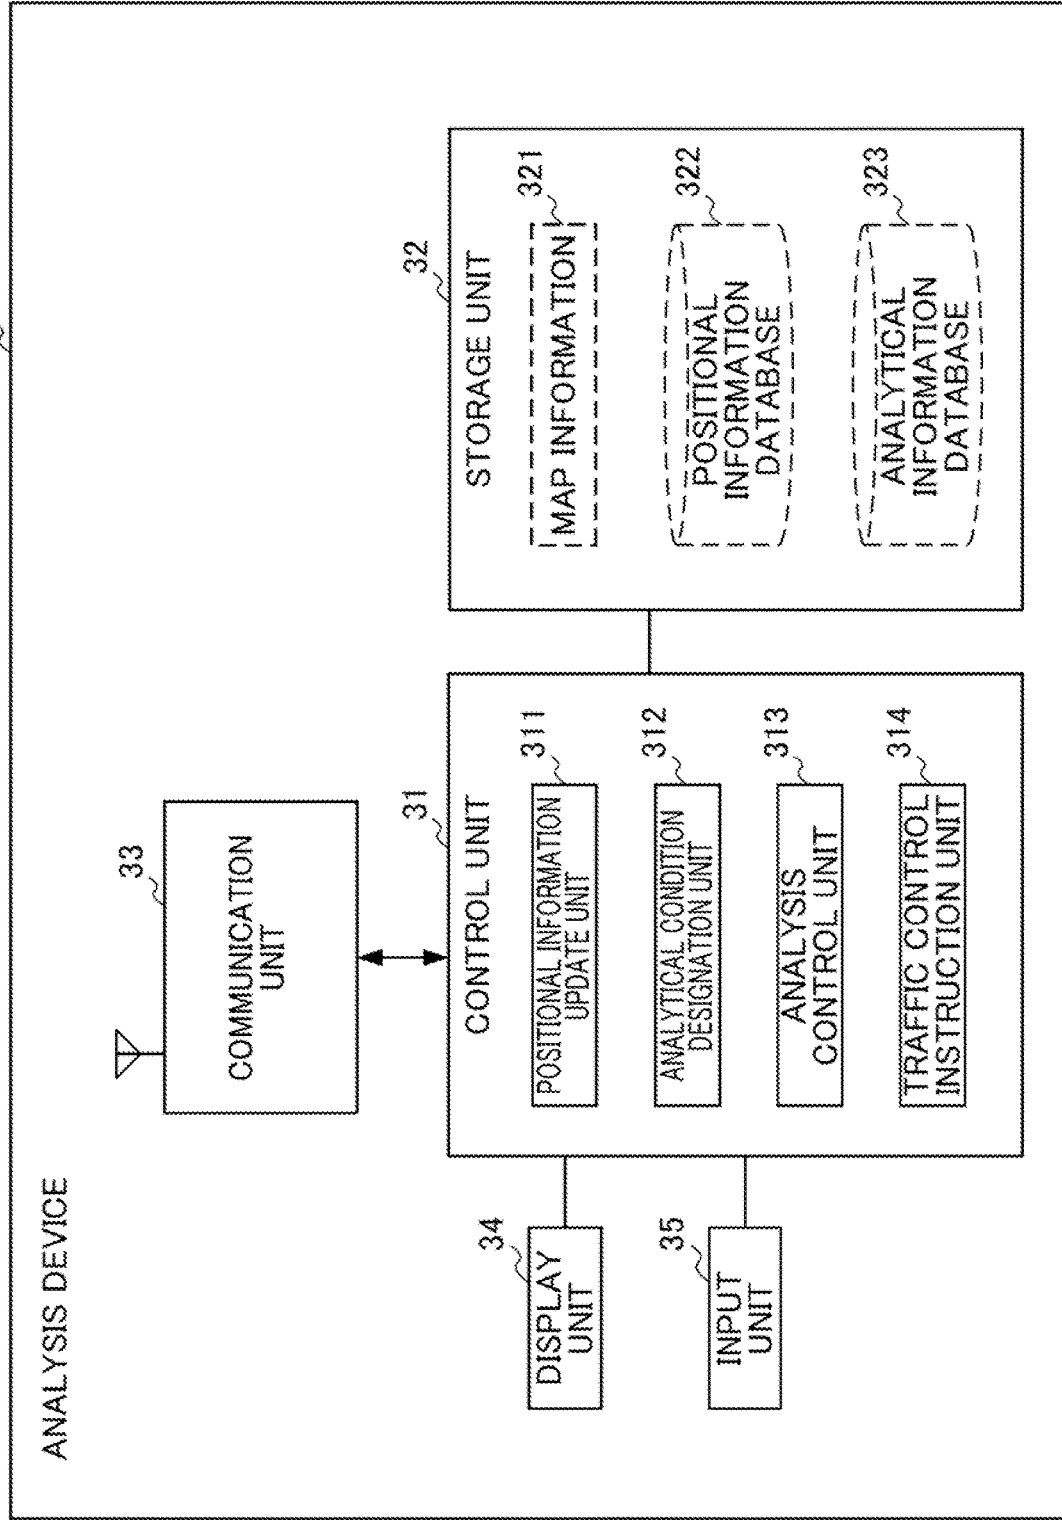 ANALYSIS DEVICE
33
COMMUNICATION
UNIT
34
DISPLAY
UNIT
35
INPUT
UNIT
31
CONTROL UNIT
311
POSITIONAL INFORMATION
UPDATE UNIT
312
ANALYTICAL CONDITION
DESIGNATION UNIT
313
ANALYSIS
CONTROL UNIT
314
TRAFFIC CONTROL
INSTRUCTION UNIT
32
STORAGE UNIT
321
MAP INFORMATION
322
POSITIONAL
INFORMATION
DATABASE
323
ANALYTICAL
INFORMATION
DATABASE